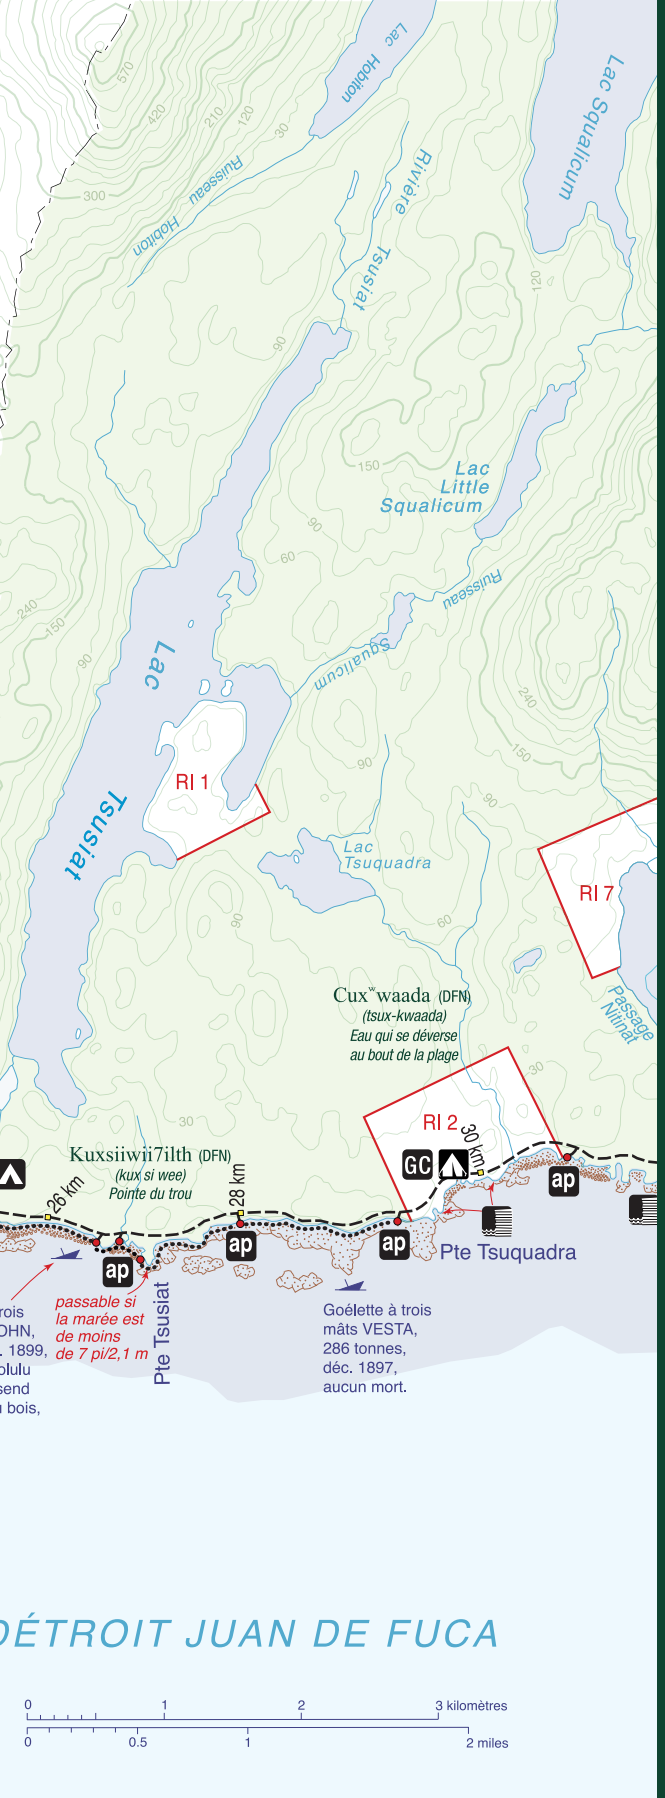 Lac
Hobiton
Lac Squalicum
570
420
210
120
30
300
Ruisseau
Hobiton
Rivière
Tsusiat
120
90
150
Lac
Little
Squalicum
90
60
Ruisseau
Squalicum
240
150
90
Lac
Tsusiat
240
150
90
90
RI 1
Lac
Tsuquadra
RI 7
90
60
Passage
Nitinat
Cuxʷwaada (DFN)
(tsux-kwaada)
Eau qui se déverse
au bout de la plage
30
30
RI 2
30 km
GC
Kuxsiiwii7ilth (DFN)
(kux si wee)
Pointe du trou
26 km
28 km
ap
ap
ap
ap
Pte Tsuquadra
Pte Tsusiat
passable si
la marée est
de moins
de 7 pi/2,1 m
rois
OHN,
. 1899,
olulu
send
u bois,
Goélette à trois
mâts VESTA,
286 tonnes,
déc. 1897,
aucun mort.
DÉTROIT JUAN DE FUCA
0 1 2 3 kilomètres
0 0.5 1 2 miles